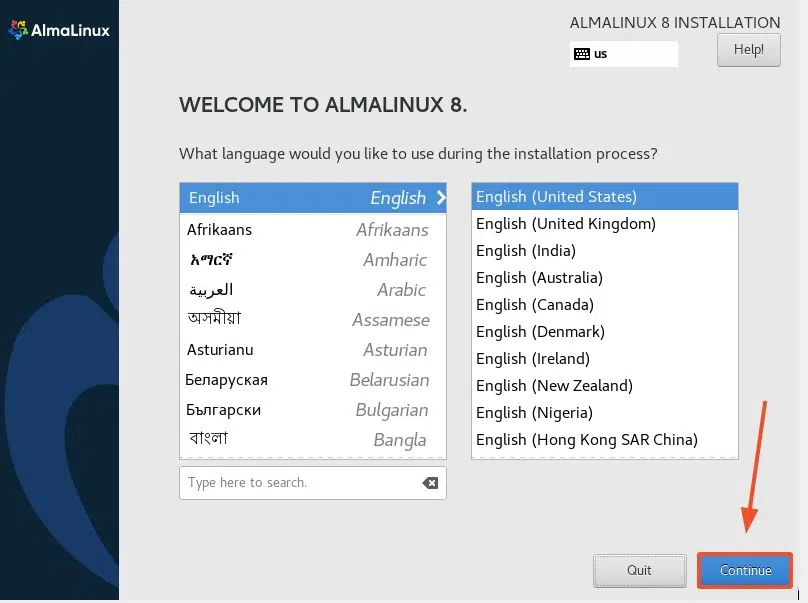 AlmaLinux
ALMALINUX 8 INSTALLATION
us
Help!
WELCOME TO ALMALINUX 8.
What language would you like to use during the installation process?
English English
Afrikaans Afrikaans
አማርኛ Amharic
العربية Arabic
অসমীয়া Assamese
Asturianu Asturian
Беларуская Belarusian
Български Bulgarian
বাংলা Bangla
Type here to search.
English (United States)
English (United Kingdom)
English (India)
English (Australia)
English (Canada)
English (Denmark)
English (Ireland)
English (New Zealand)
English (Nigeria)
English (Hong Kong SAR China)
Quit
Continue